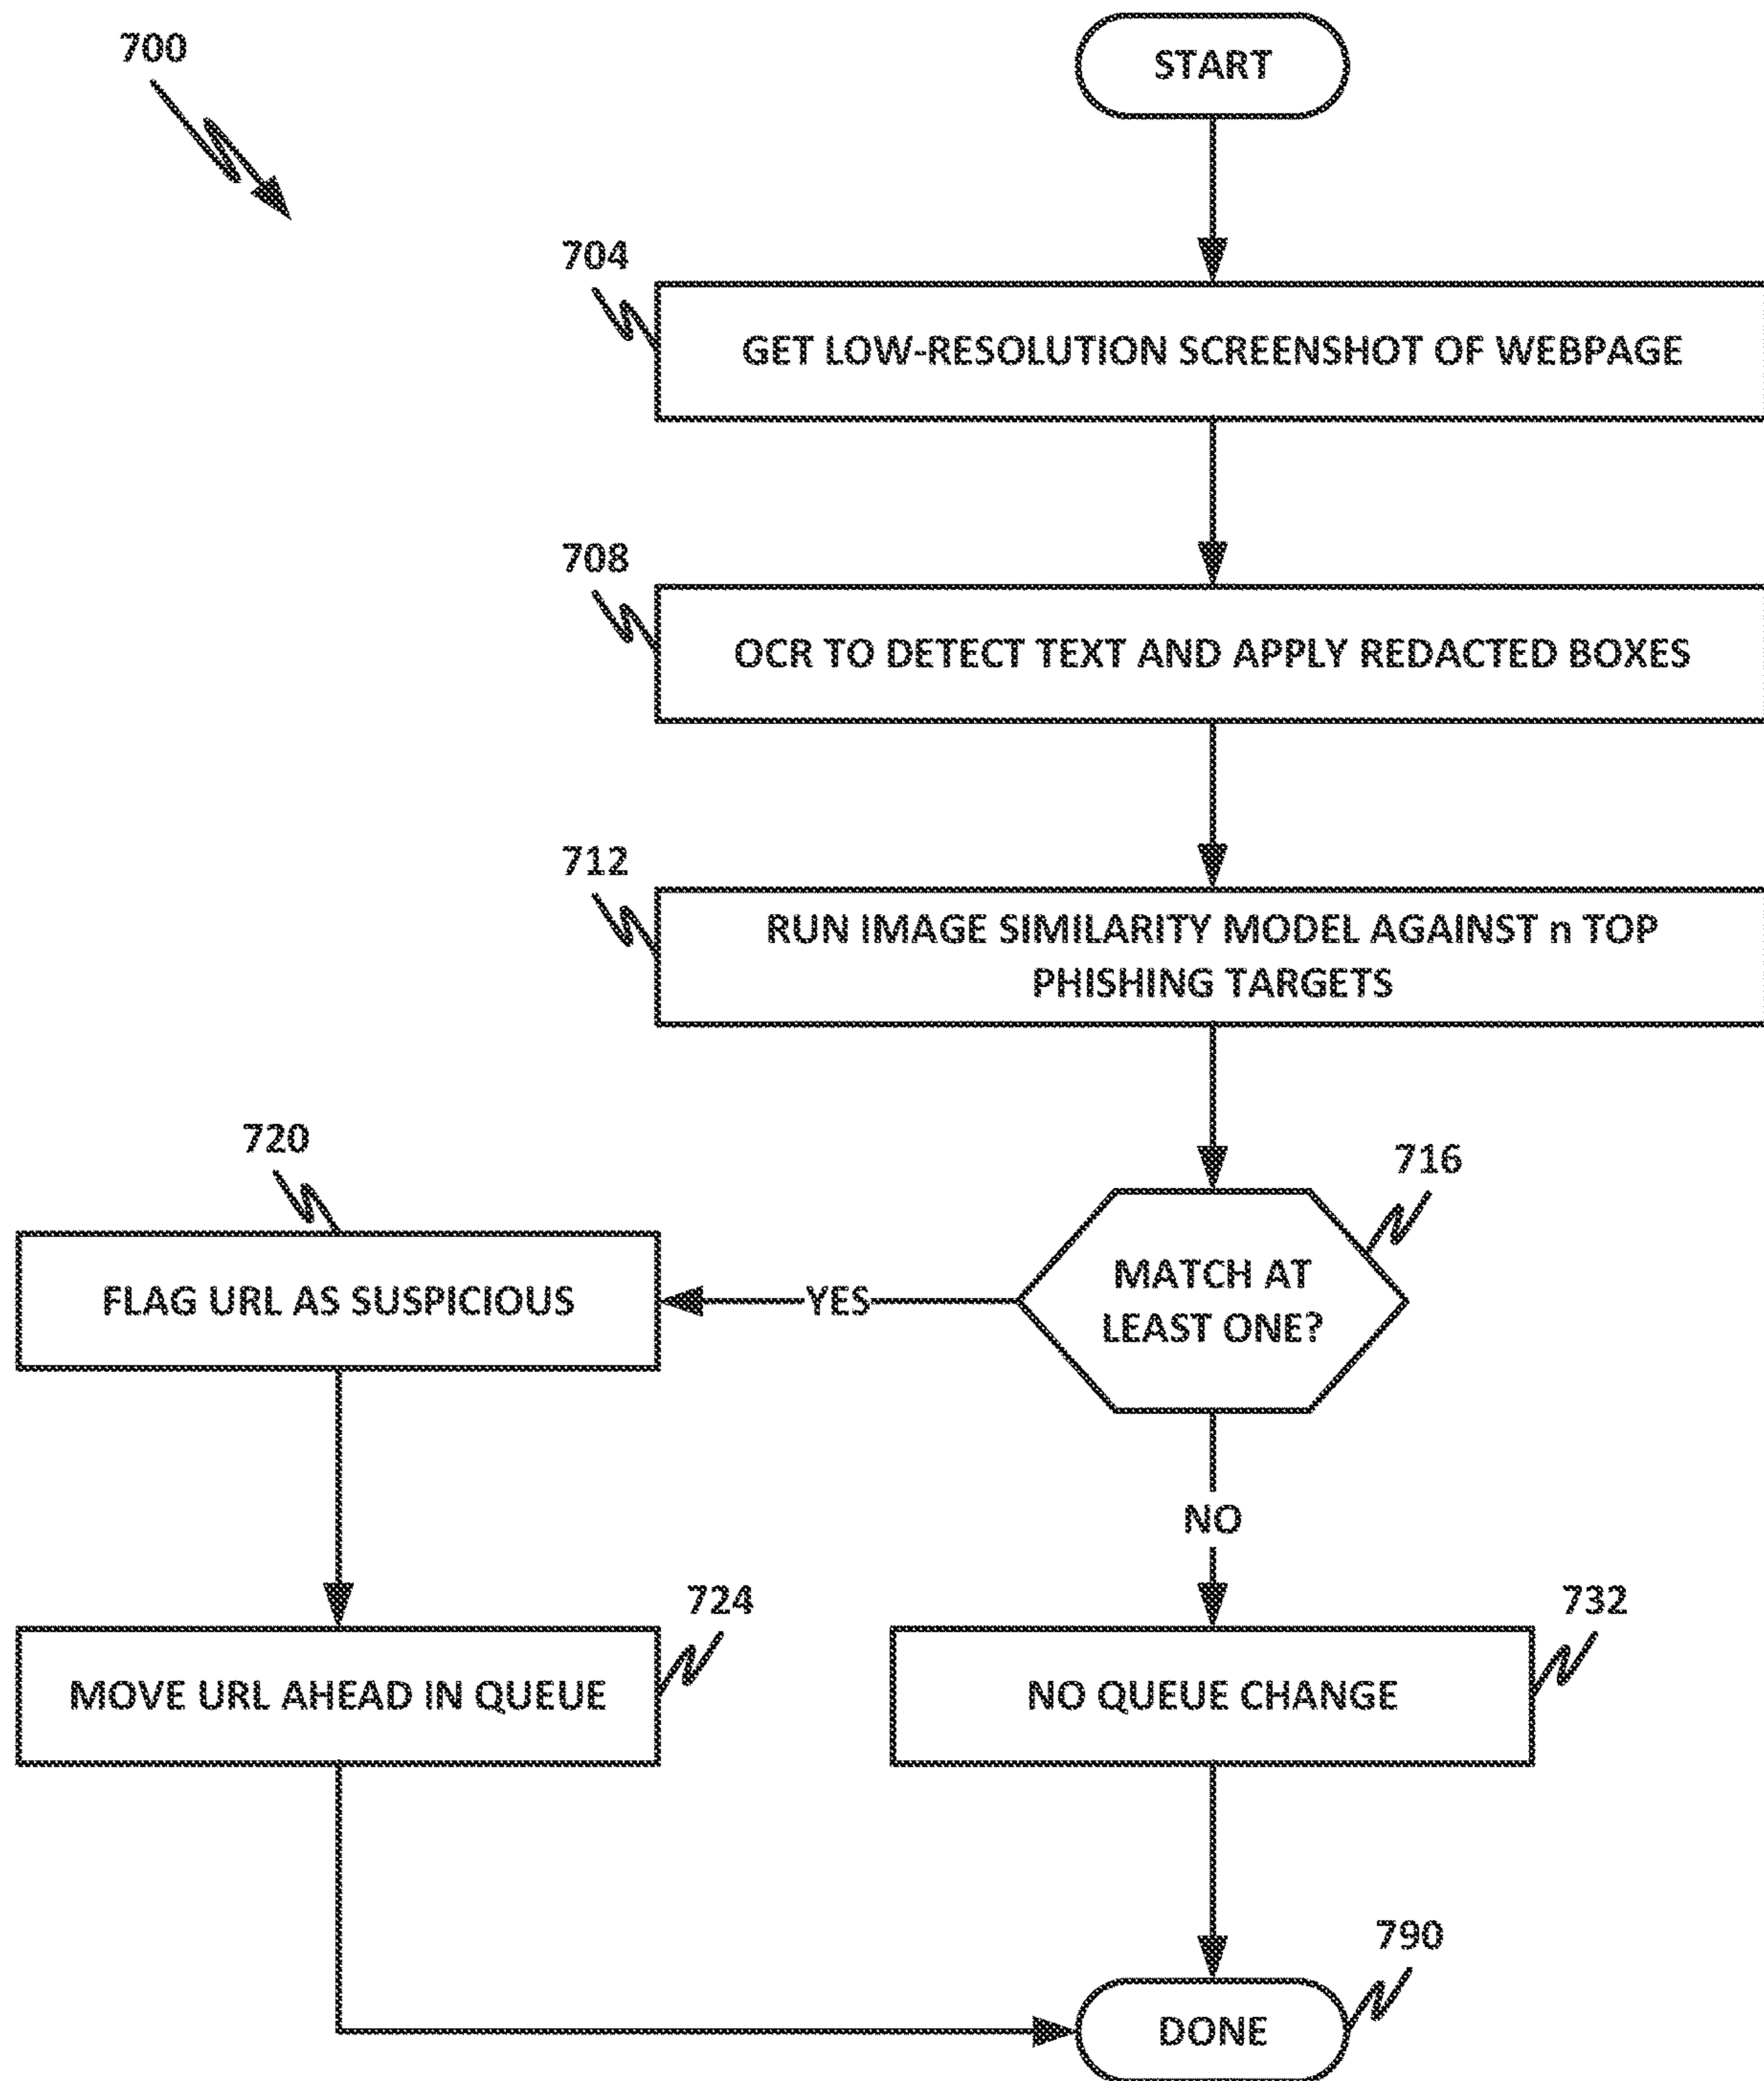 700
START
704
GET LOW-RESOLUTION SCREENSHOT OF WEBPAGE
708
OCR TO DETECT TEXT AND APPLY REDACTED BOXES
712
RUN IMAGE SIMILARITY MODEL AGAINST n TOP
PHISHING TARGETS
720
716
FLAG URL AS SUSPICIOUS
YES
MATCH AT
LEAST ONE?
NO
724
732
MOVE URL AHEAD IN QUEUE
NO QUEUE CHANGE
790
DONE